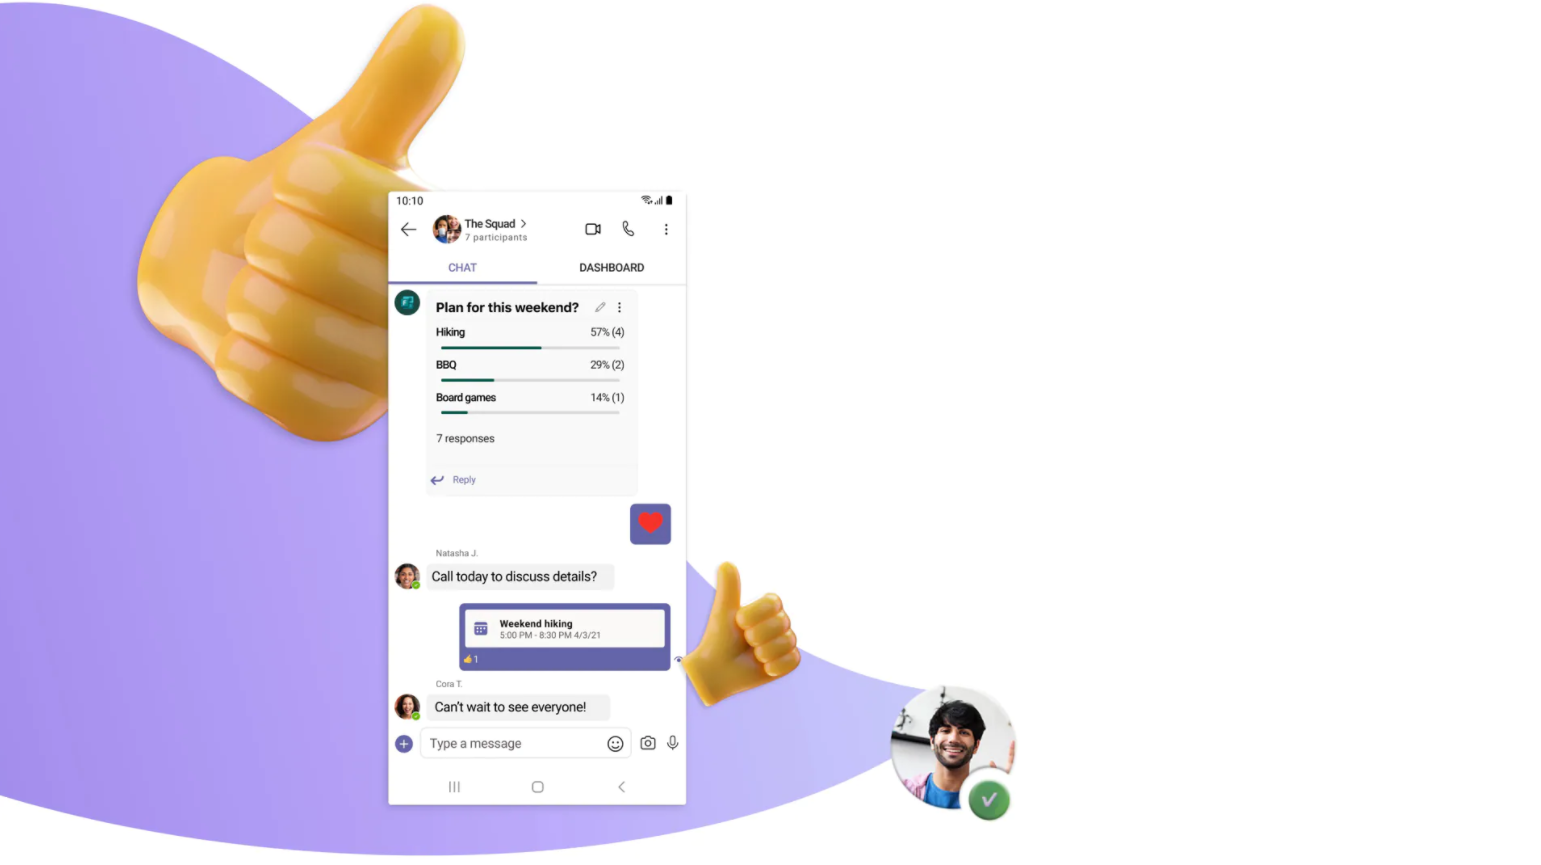 10:10
The Squad
7 participants
CHAT
DASHBOARD
Plan for this weekend?
Hiking
57% (4)
BBQ
29% (2)
Board games
14% (1)
7 responses
Reply
Natasha J.
Call today to discuss details?
Weekend hiking
5:00 PM - 8:30 PM 4/3/21
1
Cora T.
Can't wait to see everyone!
Type a message